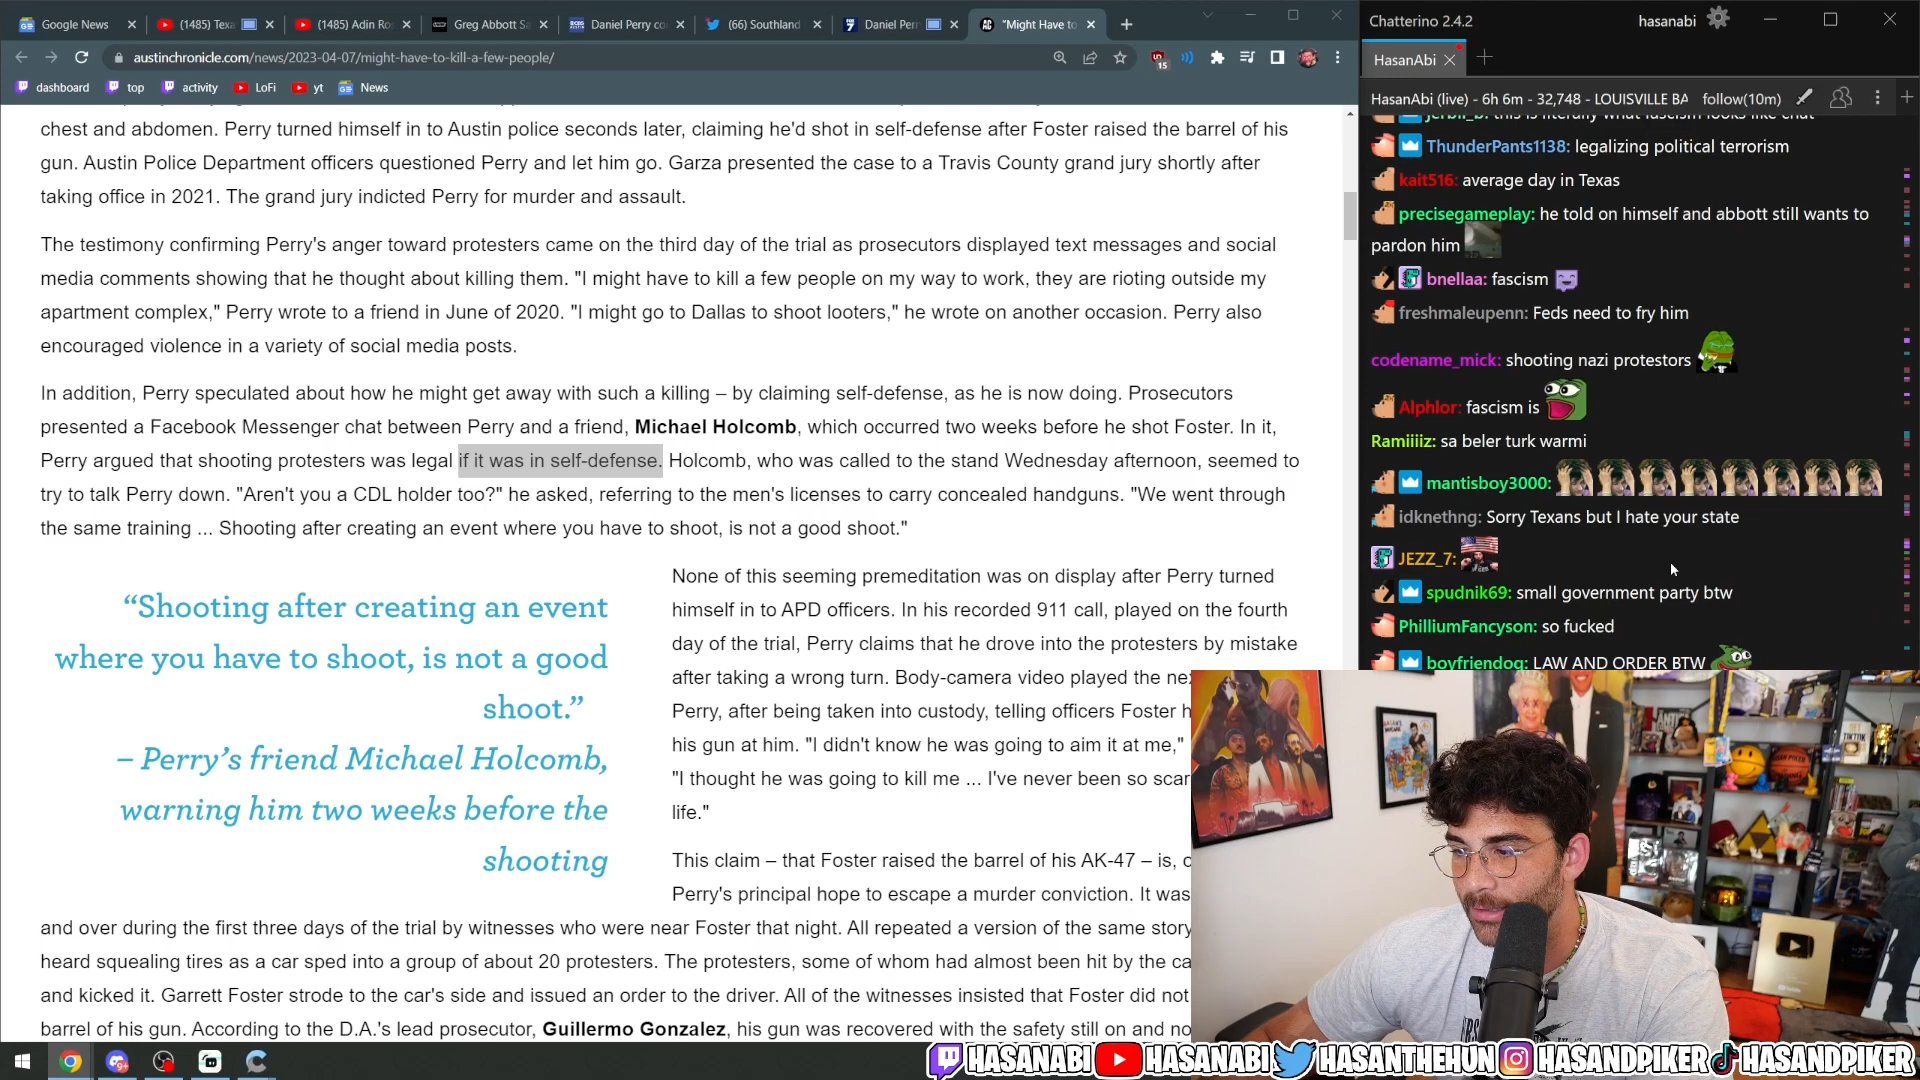 Google News
(1485) Texa
(1485) Adin Ro
Greg Abbott Sa
Daniel Perry co
(66) Southland
Daniel Perr
"Might Have to
austinchronicle.com/news/2023-04-07/might-have-to-kill-a-few-people/
15
dashboard
top
activity
LoFi
yt
News
chest and abdomen. Perry turned himself in to Austin police seconds later, claiming he'd shot in self-defense after Foster raised the barrel of his
gun. Austin Police Department officers questioned Perry and let him go. Garza presented the case to a Travis County grand jury shortly after
taking office in 2021. The grand jury indicted Perry for murder and assault.
The testimony confirming Perry's anger toward protesters came on the third day of the trial as prosecutors displayed text messages and social
media comments showing that he thought about killing them. "I might have to kill a few people on my way to work, they are rioting outside my
apartment complex," Perry wrote to a friend in June of 2020. "I might go to Dallas to shoot looters," he wrote on another occasion. Perry also
encouraged violence in a variety of social media posts.
In addition, Perry speculated about how he might get away with such a killing – by claiming self-defense, as he is now doing. Prosecutors
presented a Facebook Messenger chat between Perry and a friend, Michael Holcomb, which occurred two weeks before he shot Foster. In it,
Perry argued that shooting protesters was legal if it was in self-defense. Holcomb, who was called to the stand Wednesday afternoon, seemed to
try to talk Perry down. "Aren't you a CDL holder too?" he asked, referring to the men's licenses to carry concealed handguns. "We went through
the same training ... Shooting after creating an event where you have to shoot, is not a good shoot."
“Shooting after creating an event
where you have to shoot, is not a good
shoot.”
– Perry’s friend Michael Holcomb,
warning him two weeks before the
shooting
None of this seeming premeditation was on display after Perry turned
himself in to APD officers. In his recorded 911 call, played on the fourth
day of the trial, Perry claims that he drove into the protesters by mistake
after taking a wrong turn. Body-camera video played the ne
Perry, after being taken into custody, telling officers Foster h
his gun at him. "I didn't know he was going to aim it at me,"
"I thought he was going to kill me ... I've never been so scar
life."
This claim – that Foster raised the barrel of his AK-47 – is, c
Perry's principal hope to escape a murder conviction. It was
and over during the first three days of the trial by witnesses who were near Foster that night. All repeated a version of the same story
heard squealing tires as a car sped into a group of about 20 protesters. The protesters, some of whom had almost been hit by the ca
and kicked it. Garrett Foster strode to the car's side and issued an order to the driver. All of the witnesses insisted that Foster did not
barrel of his gun. According to the D.A.'s lead prosecutor, Guillermo Gonzalez, his gun was recovered with the safety still on and no
Chatterino 2.4.2
hasanabi
HasanAbi
HasanAbi (live) - 6h 6m - 32,748 - LOUISVILLE BA
follow(10m)
jerbil_b: this is literally what fascism looks like chat
ThunderPants1138: legalizing political terrorism
kait516: average day in Texas
precisegameplay: he told on himself and abbott still wants to
pardon him
bnellaa: fascism
freshmaleupenn: Feds need to fry him
codename_mick: shooting nazi protestors
Alphlor: fascism is
Ramiiiiz: sa beler turk warmi
mantisboy3000:
idknethng: Sorry Texans but I hate your state
JEZZ_7:
spudnik69: small government party btw
PhilliumFancyson: so fucked
boyfriendog: LAW AND ORDER BTW
HASANABI
HASANABI
HASANTHEHUN
HASANDPIKER
HASANDPIKER